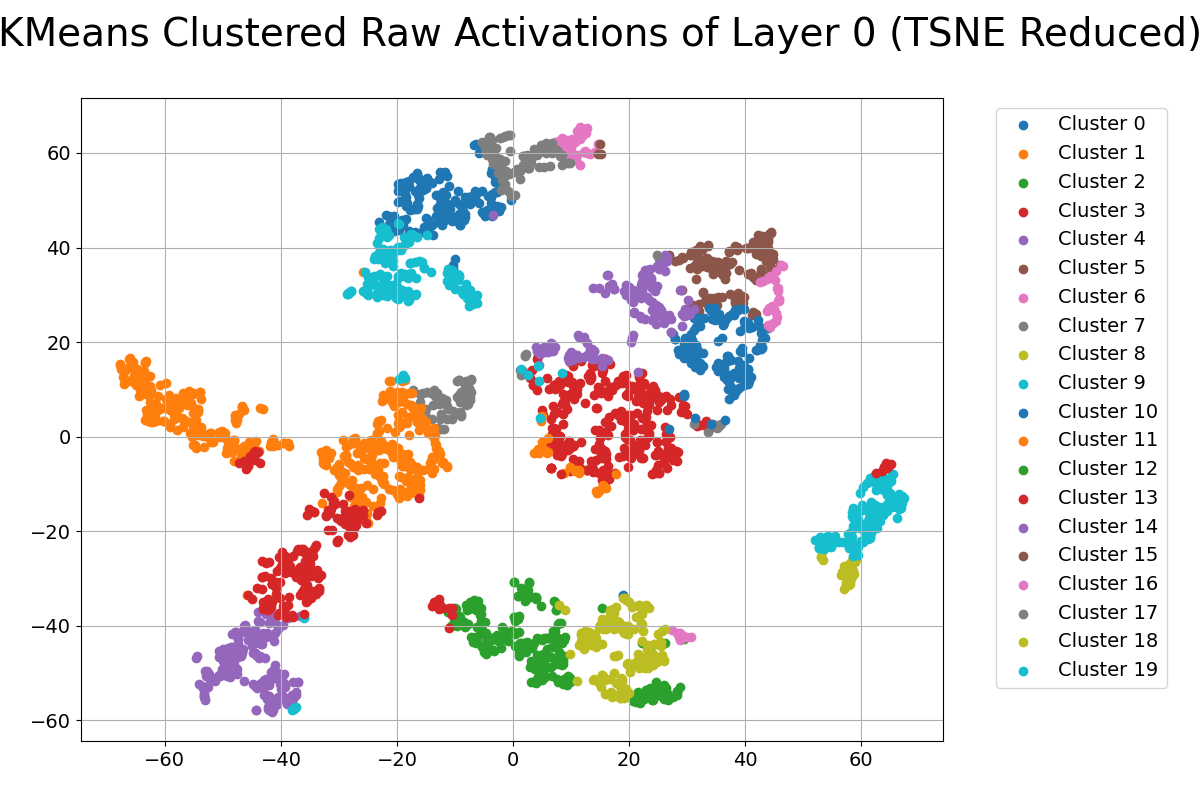 KMeans Clustered Raw Activations of Layer 0 (TSNE Reduced)
60
40
20
0
−20
−40
−60
−60 −40 −20 0 20 40 60
Cluster 0
Cluster 1
Cluster 2
Cluster 3
Cluster 4
Cluster 5
Cluster 6
Cluster 7
Cluster 8
Cluster 9
Cluster 10
Cluster 11
Cluster 12
Cluster 13
Cluster 14
Cluster 15
Cluster 16
Cluster 17
Cluster 18
Cluster 19